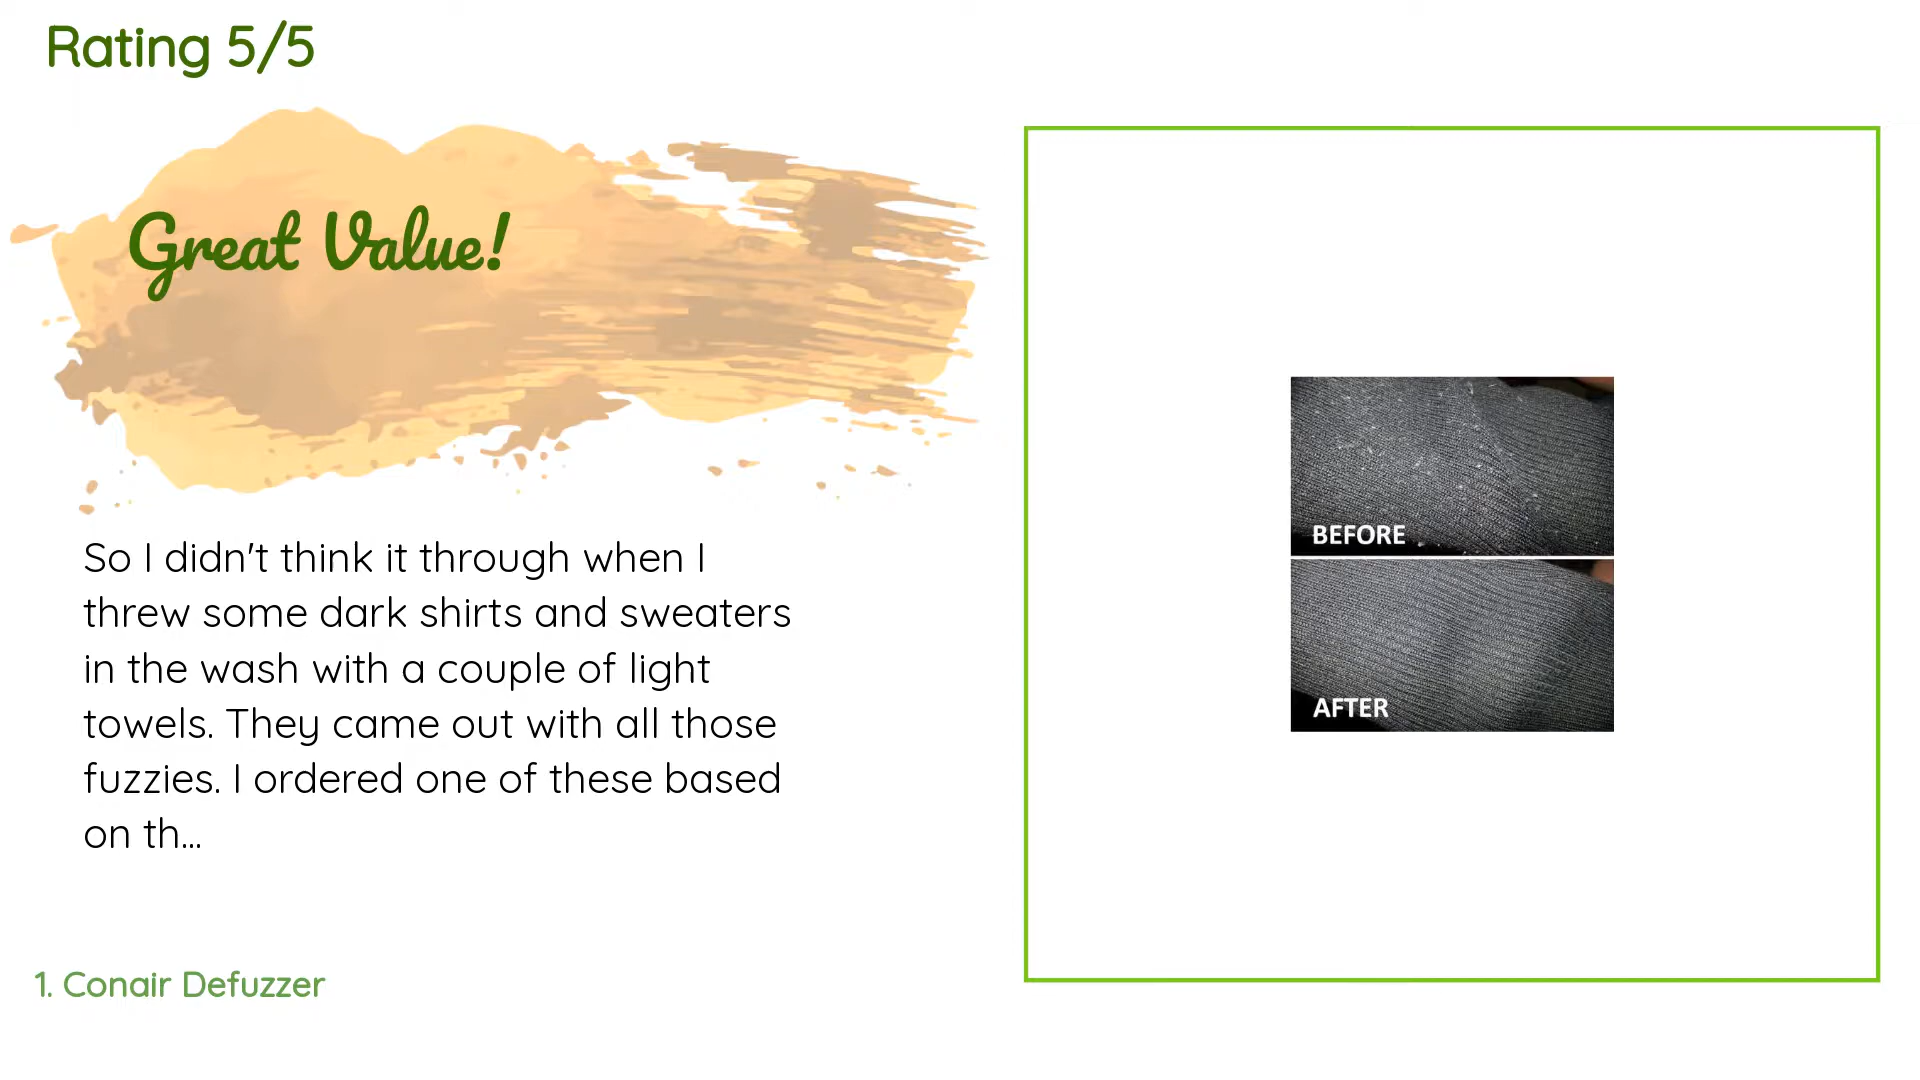 Rating 5/5
Great Value!
So I didn't think it through when I
threw some dark shirts and sweaters
in the wash with a couple of light
towels. They came out with all those
fuzzies. I ordered one of these based
on th...
BEFORE
AFTER
1. Conair Defuzzer